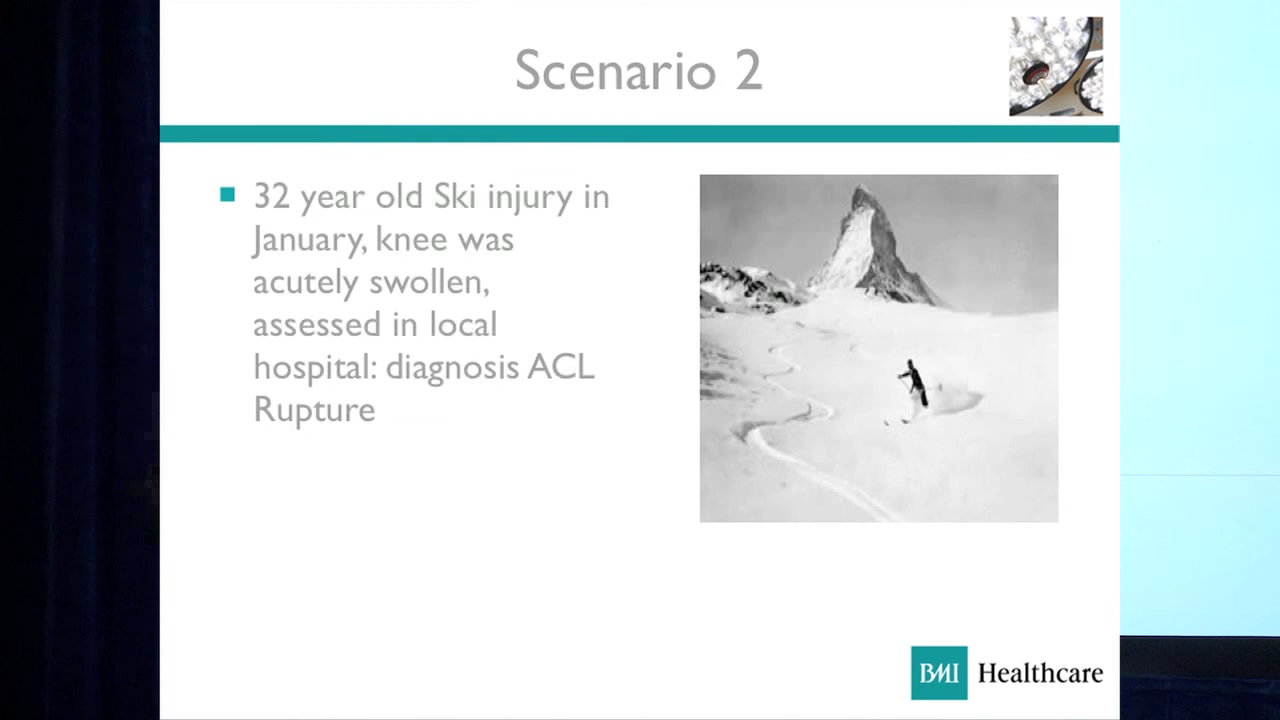 Scenario 2
32 year old Ski injury in
January, knee was
acutely swollen,
assessed in local
hospital: diagnosis ACL
Rupture
BMI Healthcare